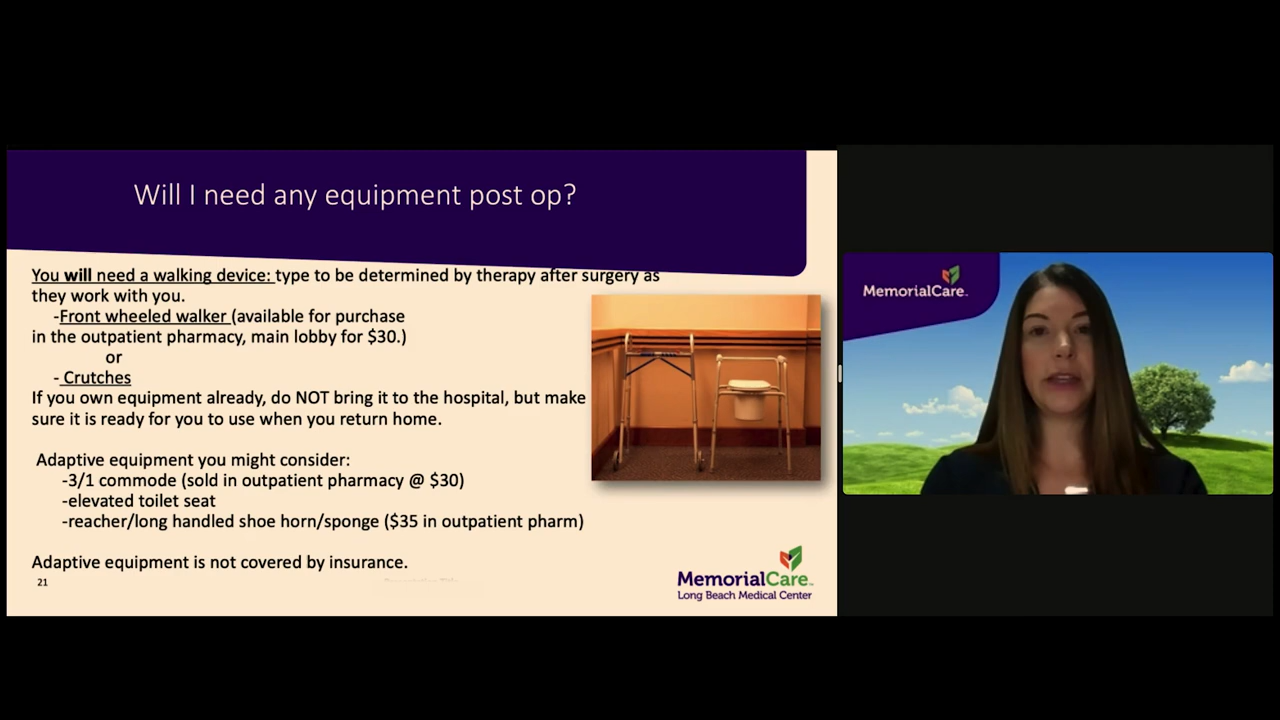 Will I need any equipment post op?
You will need a walking device: type to be determined by therapy after surgery as
they work with you.
-Front wheeled walker (available for purchase
in the outpatient pharmacy, main lobby for $30.)
or
- Crutches
If you own equipment already, do NOT bring it to the hospital, but make
sure it is ready for you to use when you return home.
Adaptive equipment you might consider:
-3/1 commode (sold in outpatient pharmacy @ $30)
-elevated toilet seat
-reacher/long handled shoe horn/sponge ($35 in outpatient pharm)
Adaptive equipment is not covered by insurance.
21
MemorialCare™
Long Beach Medical Center
MemorialCare™